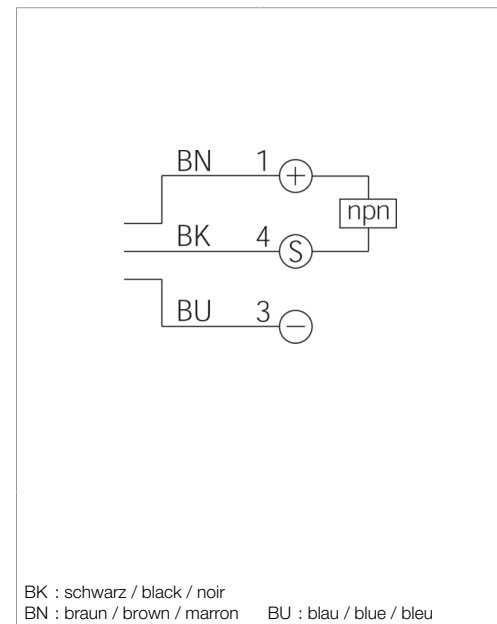 BN 1 +
npn
BK 4 S
BU 3 −
BK : schwarz / black / noir
BN : braun / brown / marron BU : blau / blue / bleu